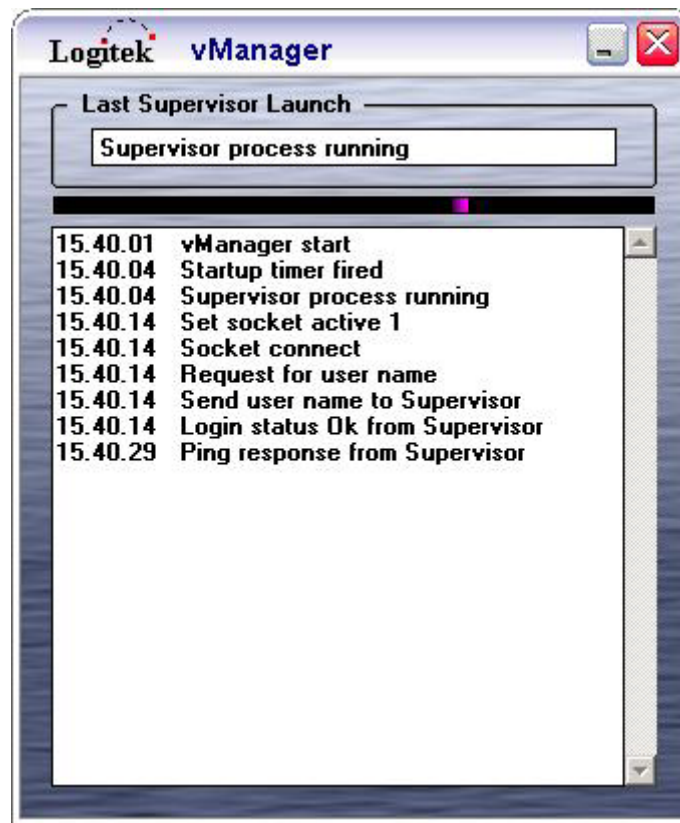 Logitek vManager
Last Supervisor Launch
Supervisor process running
15.40.01 vManager start
15.40.04 Startup timer fired
15.40.04 Supervisor process running
15.40.14 Set socket active 1
15.40.14 Socket connect
15.40.14 Request for user name
15.40.14 Send user name to Supervisor
15.40.14 Login status Ok from Supervisor
15.40.29 Ping response from Supervisor